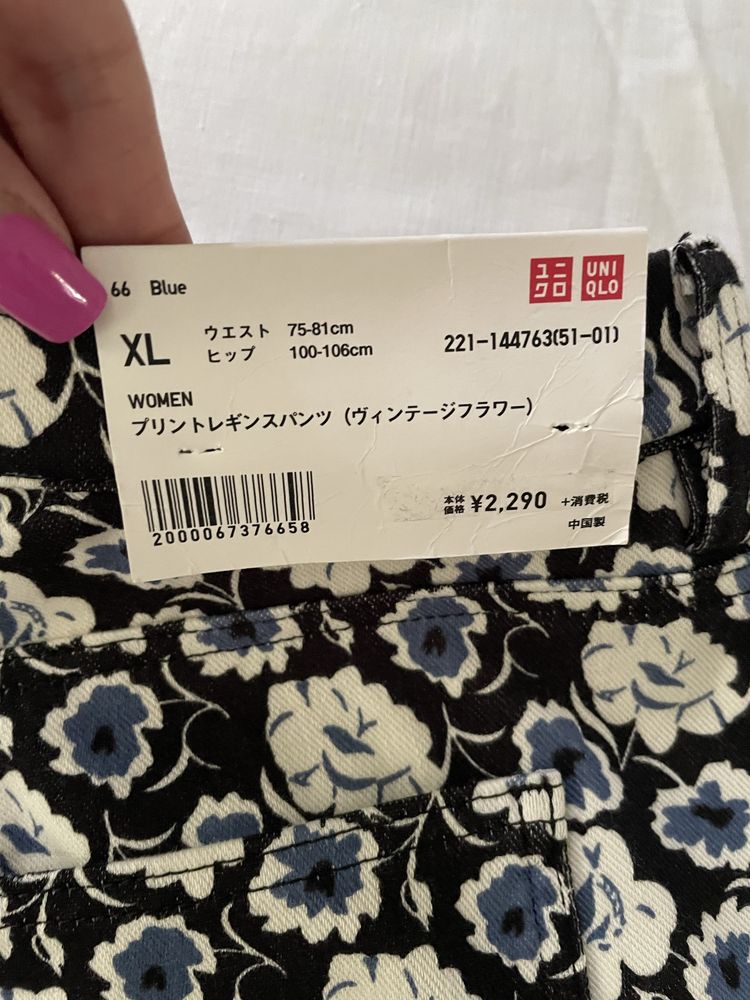 66 Blue
ユニ
クロ
UNI
QLO
XL
ウエスト 75-81cm
ヒップ 100-106cm
221-144763(51-01)
WOMEN
プリントレギンスパンツ（ヴィンテージフラワー）
2000067376658
本体
価格 ¥2,290 +消費税
中国製